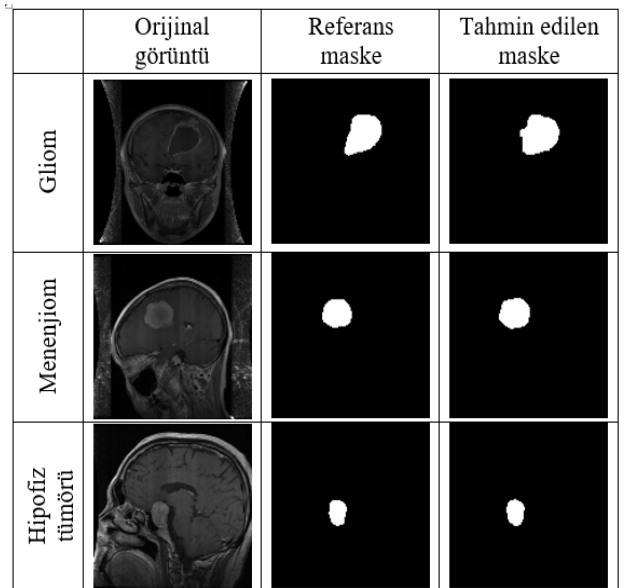 Orijinal
görüntü
Referans
maske
Tahmin edilen
maske
Gliom
Menenjiom
Hipofiz
tümörü